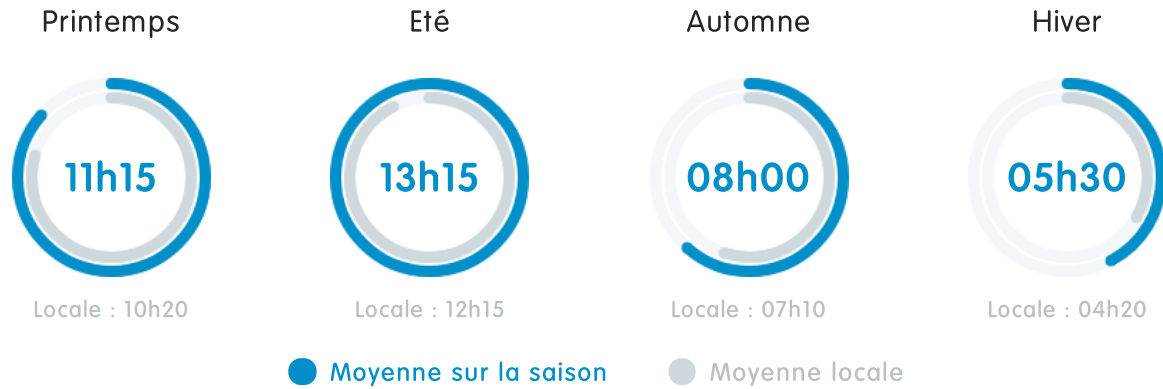 Printemps
Eté
Automne
Hiver
11h15
13h15
08h00
05h30
Locale : 10h20
Locale : 12h15
Locale : 07h10
Locale : 04h20
Moyenne sur la saison
Moyenne locale